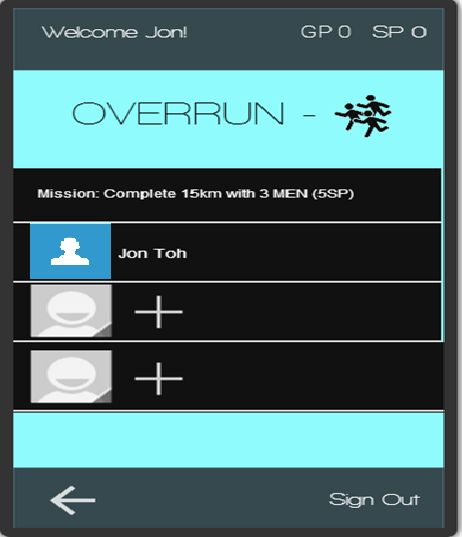 Welcome Jon! GP 0 SP 0
OVERRUN -
Mission: Complete 15km with 3 MEN (5SP)
Jon Toh
Sign Out